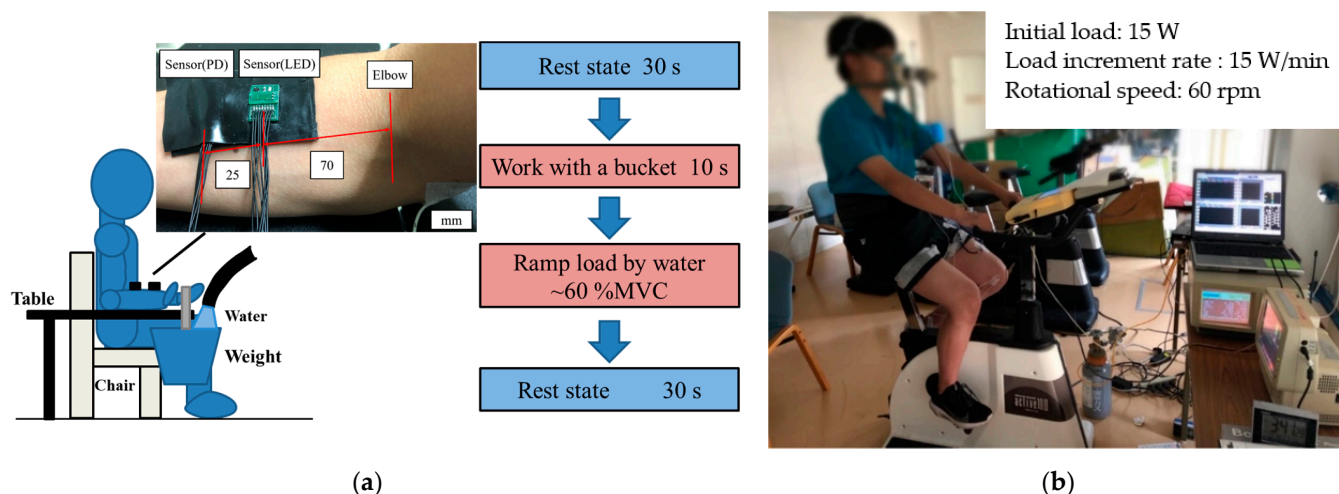 Sensor(PD)
Sensor(LED)
Elbow
25
70
mm
Table
Water
Weight
Chair
Rest state 30 s
Work with a bucket 10 s
Ramp load by water
~60 %MVC
Rest state 30 s
(a)
Initial load: 15 W
Load increment rate : 15 W/min
Rotational speed: 60 rpm
(b)